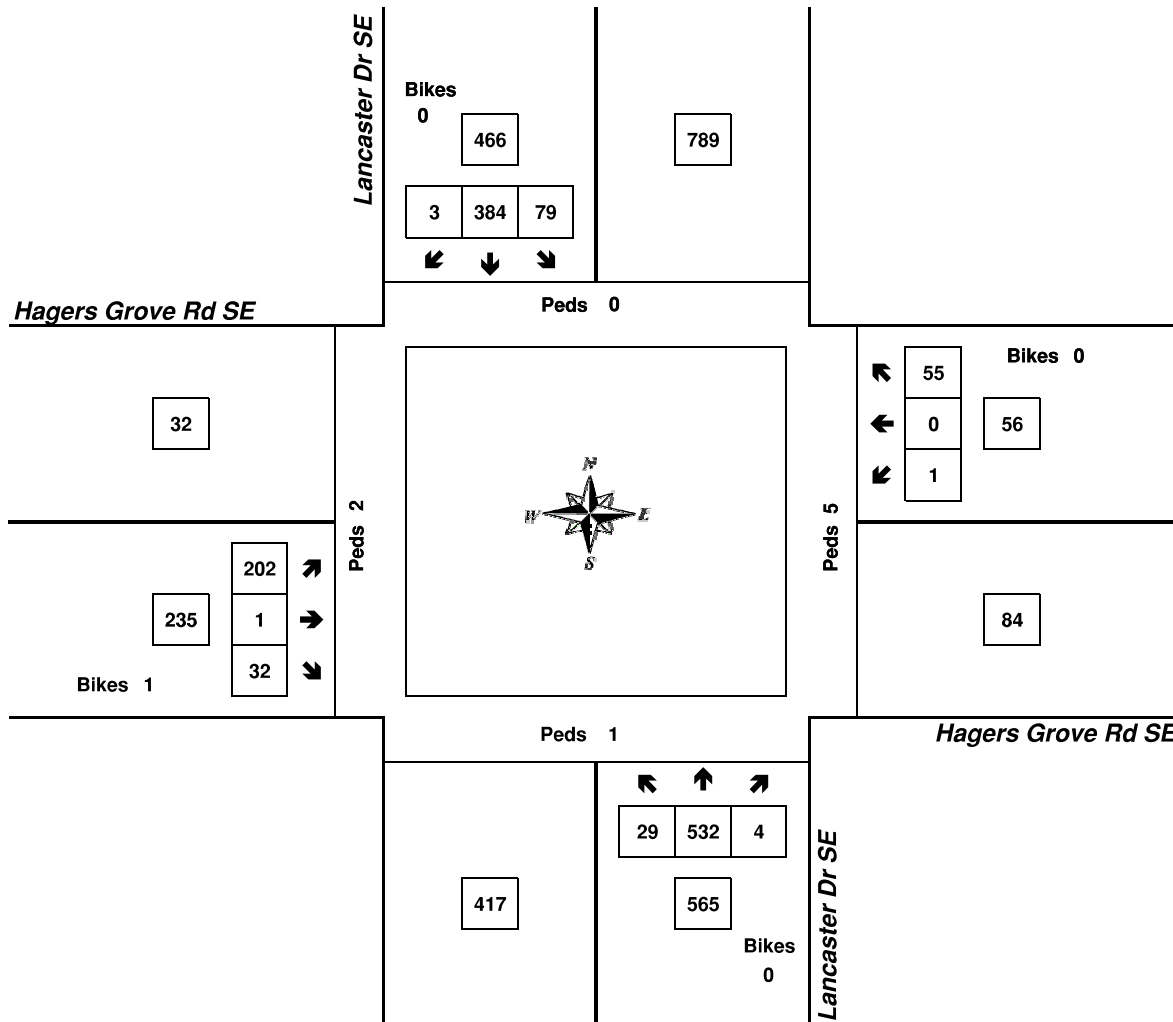 Lancaster Dr SE
Bikes
0
466
789
3 384 79
Peds 0
Hagers Grove Rd SE
Bikes 0
55
32
0
56
1
N
W E
S
Peds 2
Peds 5
202
235
1
84
32
Bikes 1
Peds 1
Hagers Grove Rd SE
29 532 4
417
565
Bikes
0
Lancaster Dr SE